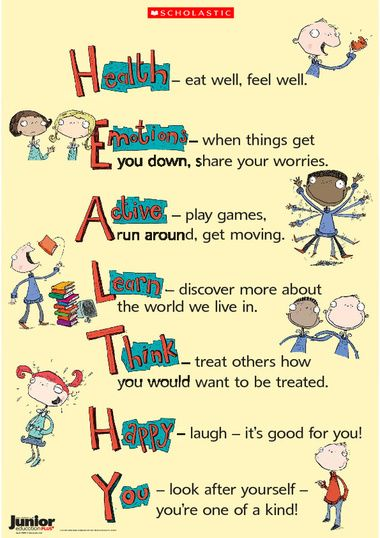 SCHOLASTIC
Health – eat well, feel well.
Emotions – when things get
you down, share your worries.
Active – play games,
run around, get moving.
Learn – discover more about
the world we live in.
Think – treat others how
you would want to be treated.
Happy – laugh – it's good for you!
You – look after yourself –
you're one of a kind!
Junior
education PLUS